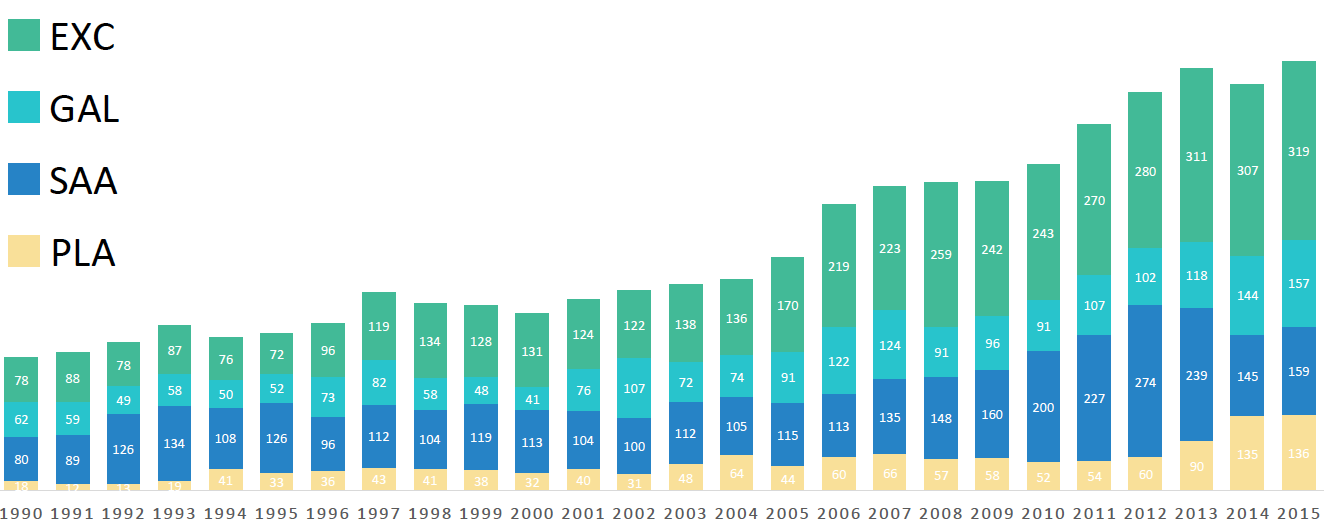 EXC
GAL
SAA
PLA
78 88 78 87 76 72 96 119 134 128 131 124 122 138 136 170 219 223 259 242 243 270 280 311 307 319
62 59 49 58 50 52 73 82 58 48 41 76 107 72 74 91 122 124 91 96 91 107 102 118 144 157
80 89 126 134 108 126 96 112 104 119 113 104 100 112 105 115 113 135 148 160 200 227 274 239 145 159
18 12 13 19 41 33 36 43 41 38 32 40 31 48 64 44 60 66 57 58 52 54 60 90 135 136
1990 1991 1992 1993 1994 1995 1996 1997 1998 1999 2000 2001 2002 2003 2004 2005 2006 2007 2008 2009 2010 2011 2012 2013 2014 2015